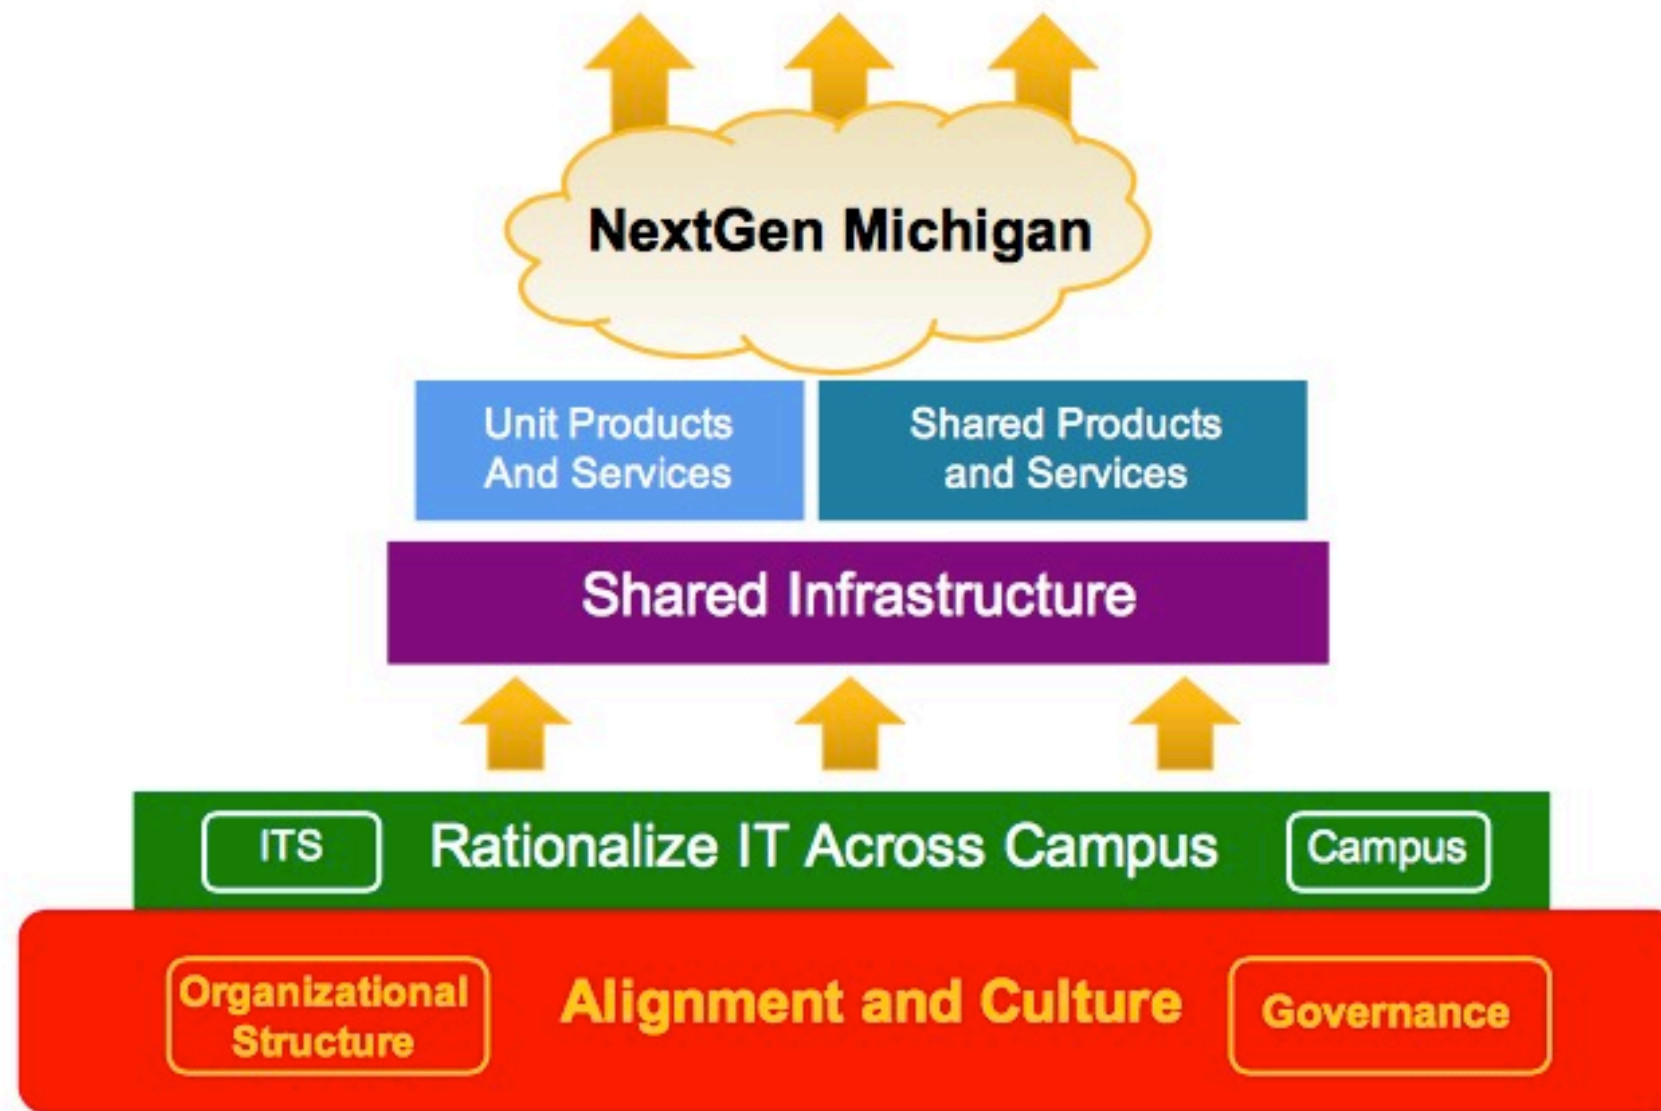 NextGen Michigan
Unit Products
And Services
Shared Products
and Services
Shared Infrastructure
ITS
Rationalize IT Across Campus
Campus
Organizational
Structure
Alignment and Culture
Governance